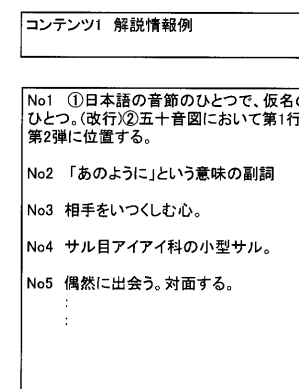 コンテンツ1 解説情報例
No1 ①日本語の音節のひとつで、仮名の
ひとつ。(改行)②五十音図において第1行
第2弾に位置する。
No2 「あのように」という意味の副詞
No3 相手をいつくしむ心。
No4 サル目アイアイ科の小型サル。
No5 偶然に出会う。対面する。
:
: